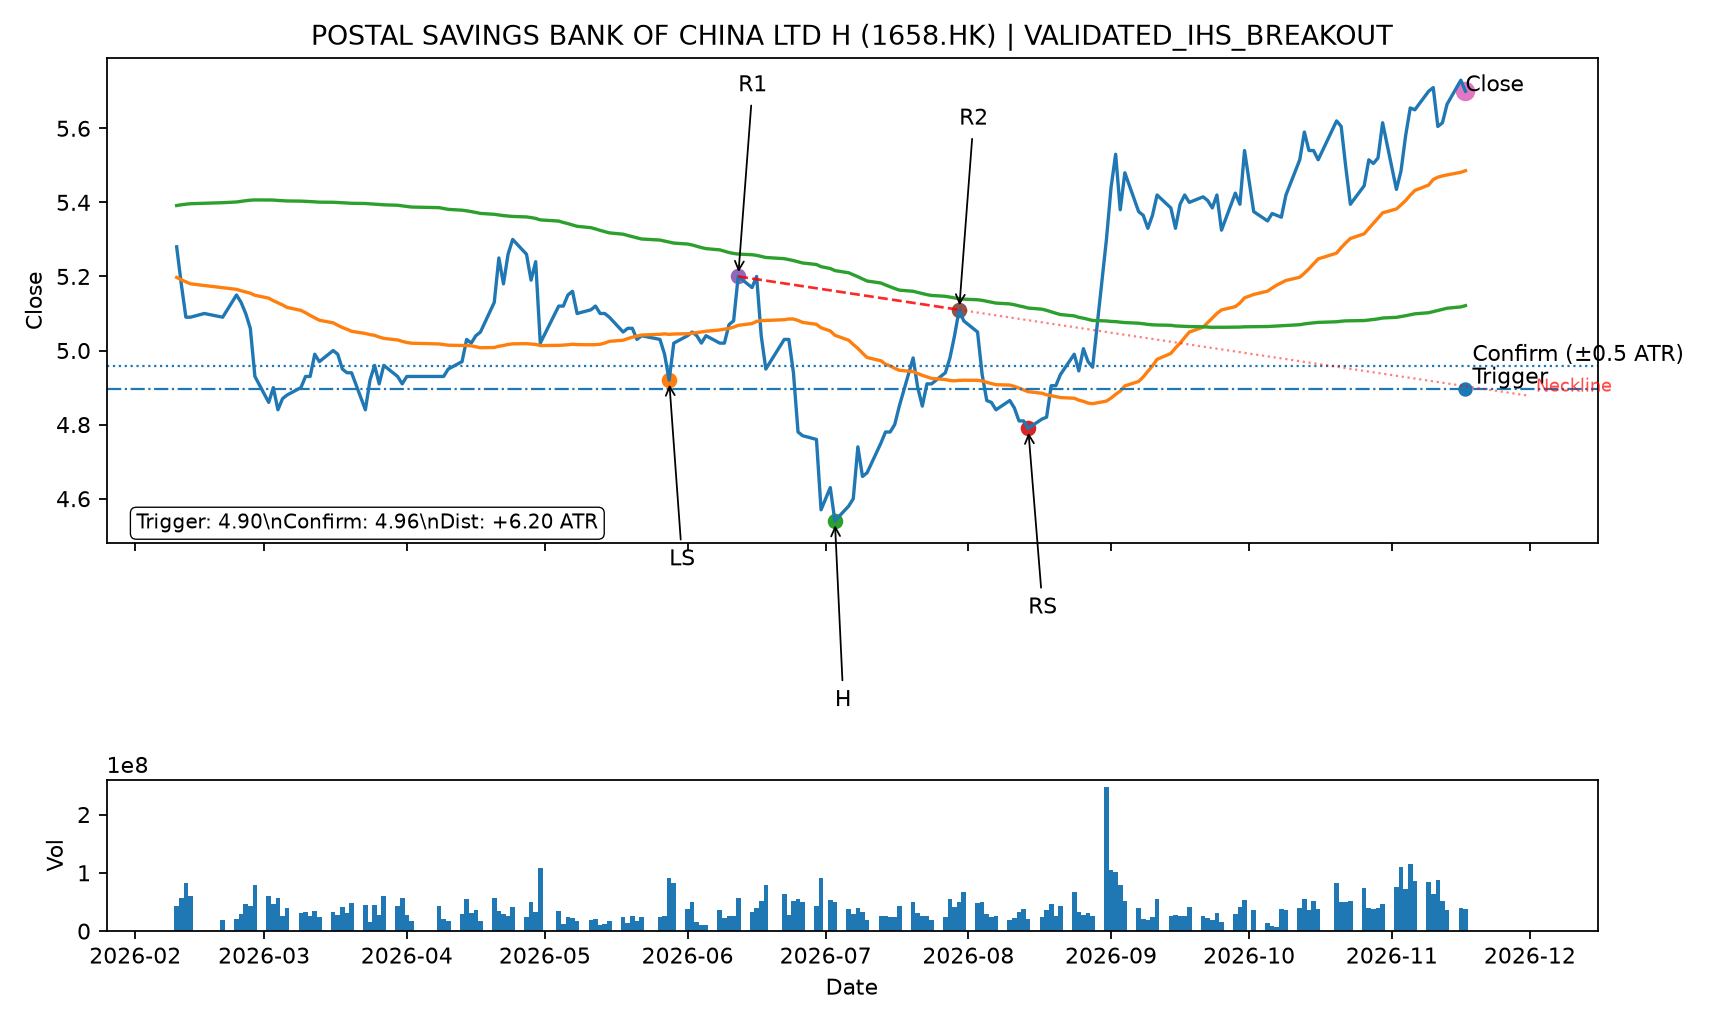 POSTAL SAVINGS BANK OF CHINA LTD H (1658.HK) | VALIDATED_IHS_BREAKOUT
R1
Close
R2
5.6
5.4
5.2
5.0
4.8
4.6
Close
Confirm (±0.5 ATR)
Trigger
Neckline
Trigger: 4.90\nConfirm: 4.96\nDist: +6.20 ATR
LS
RS
H
1e8
2
1
0
Vol
2026-02 2026-03 2026-04 2026-05 2026-06 2026-07 2026-08 2026-09 2026-10 2026-11 2026-12
Date